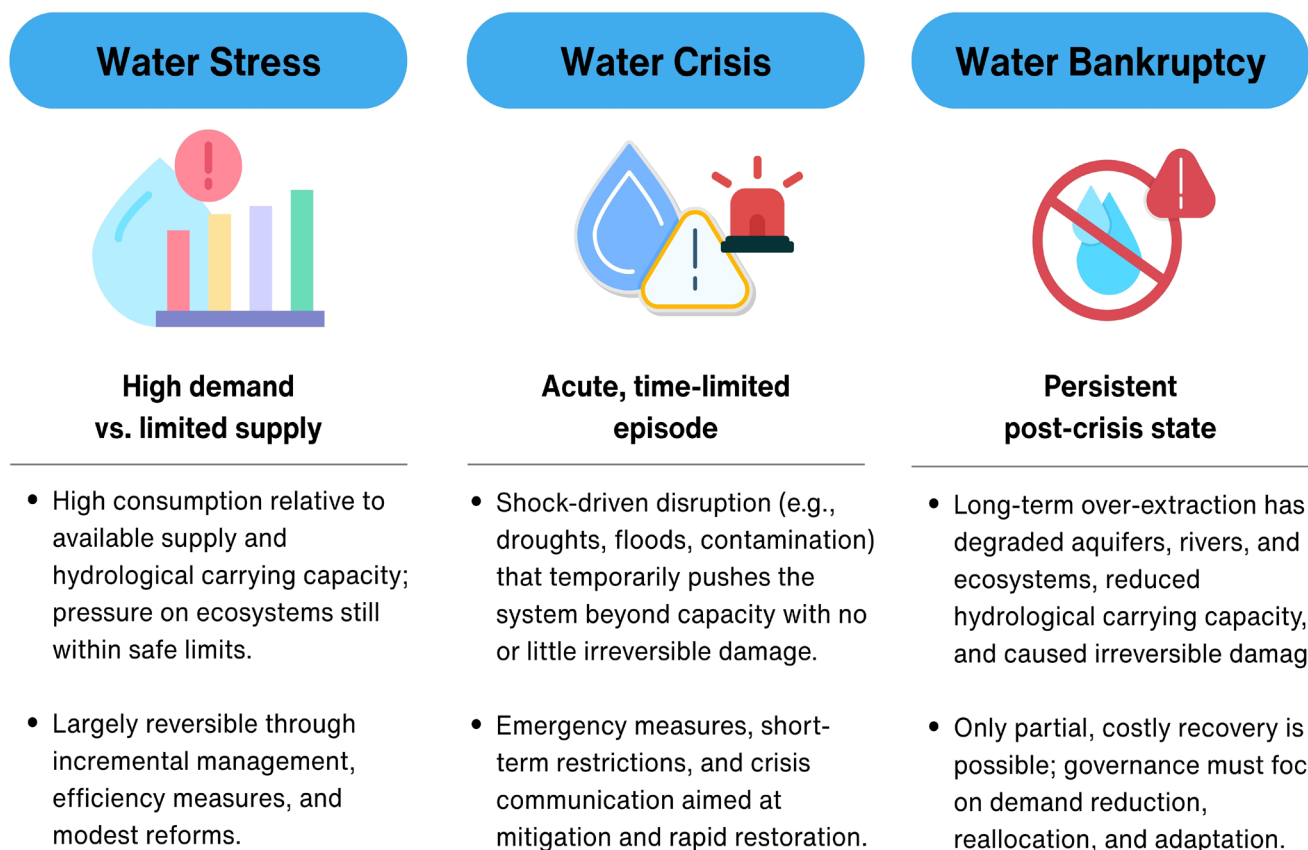 Water Stress
High demand
vs. limited supply
• High consumption relative to
available supply and
hydrological carrying capacity;
pressure on ecosystems still
within safe limits.
• Largely reversible through
incremental management,
efficiency measures, and
modest reforms.
Water Crisis
Acute, time-limited
episode
• Shock-driven disruption (e.g.,
droughts, floods, contamination)
that temporarily pushes the
system beyond capacity with no
or little irreversible damage.
• Emergency measures, short-
term restrictions, and crisis
communication aimed at
mitigation and rapid restoration.
Water Bankruptcy
Persistent
post-crisis state
• Long-term over-extraction has
degraded aquifers, rivers, and
ecosystems, reduced
hydrological carrying capacity,
and caused irreversible damag
• Only partial, costly recovery is
possible; governance must foc
on demand reduction,
reallocation, and adaptation.